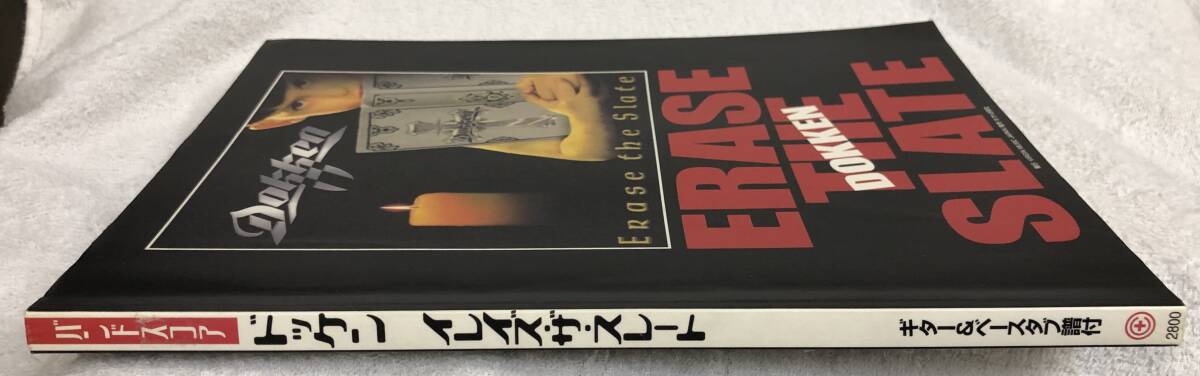 Dokken
Erase the Slate
ERASE
THE
DOKKEN
SLATE
バンドスコア
ドッケン イレイズ・ザ・スレート
ギター&ベースタブ譜付
2800